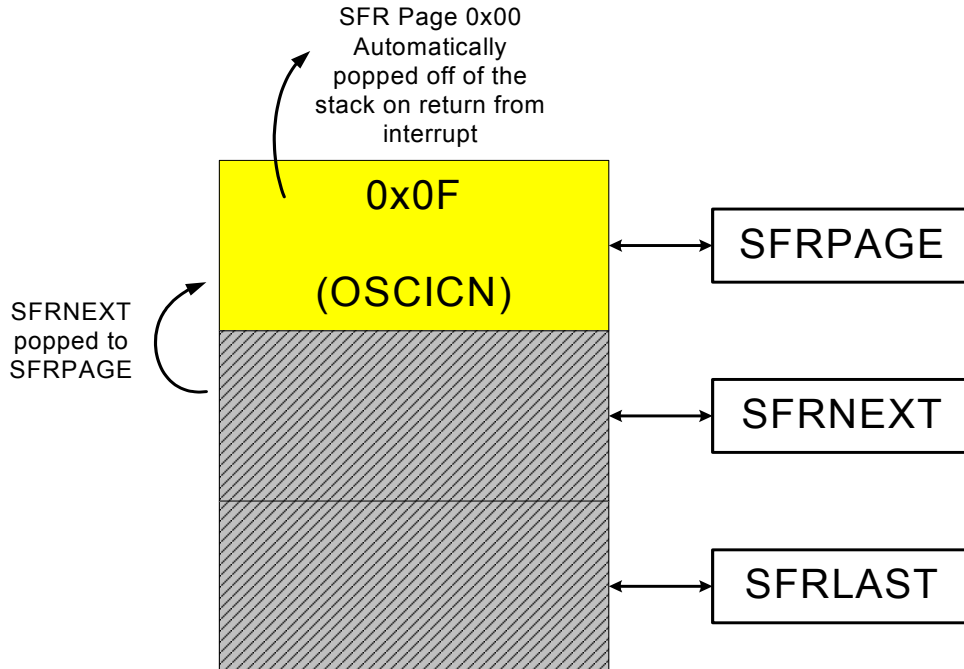 SFR Page 0x00
Automatically
popped off of the
stack on return from
interrupt
0x0F
(OSCICN)
SFRPAGE
SFRNEXT
popped to
SFRPAGE
SFRNEXT
SFRLAST